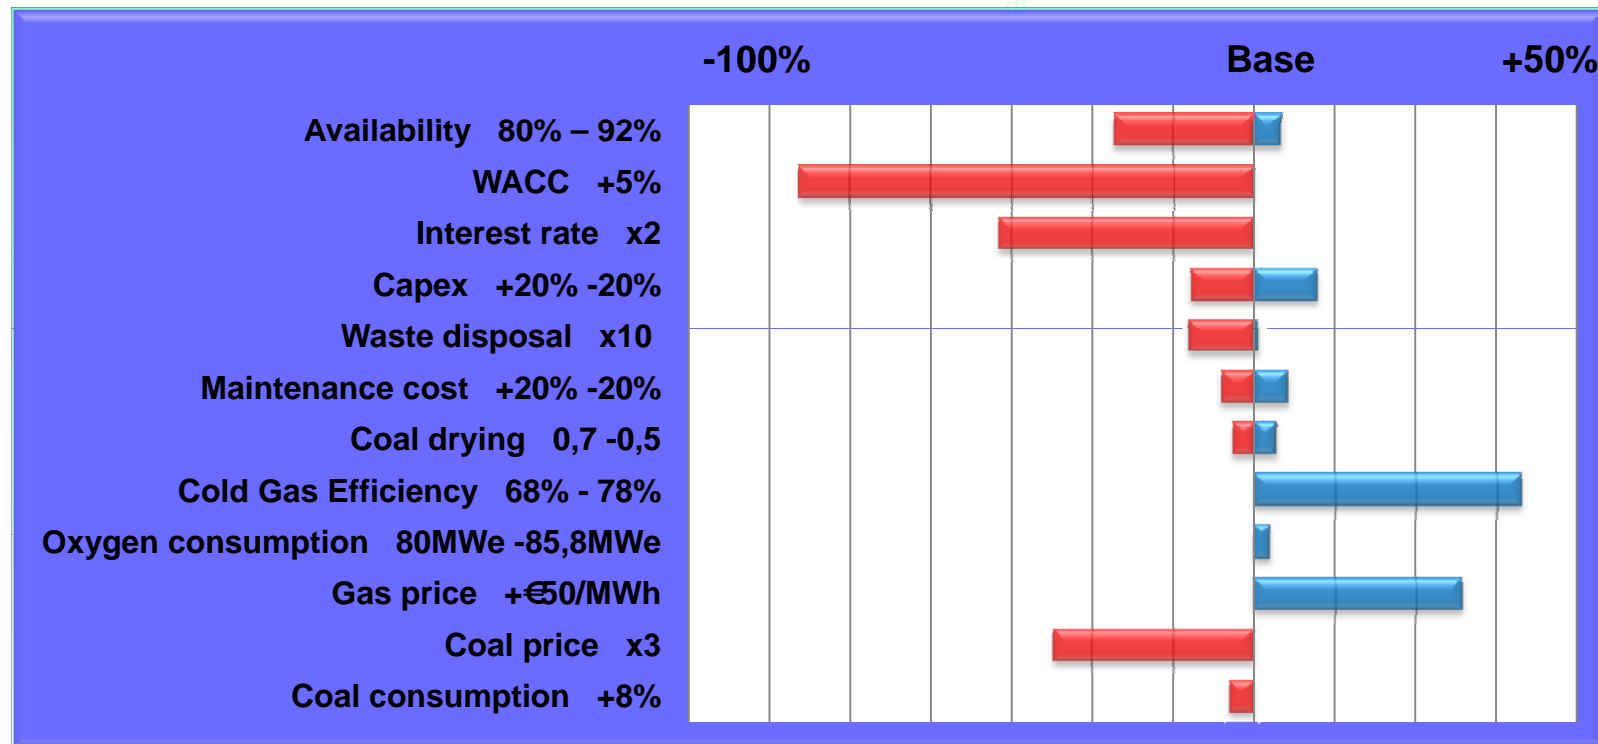 -100% Base +50%
Availability 80% – 92%
WACC +5%
Interest rate x2
Capex +20% -20%
Waste disposal x10
Maintenance cost +20% -20%
Coal drying 0,7 -0,5
Cold Gas Efficiency 68% - 78%
Oxygen consumption 80MWe -85,8MWe
Gas price +€50/MWh
Coal price x3
Coal consumption +8%